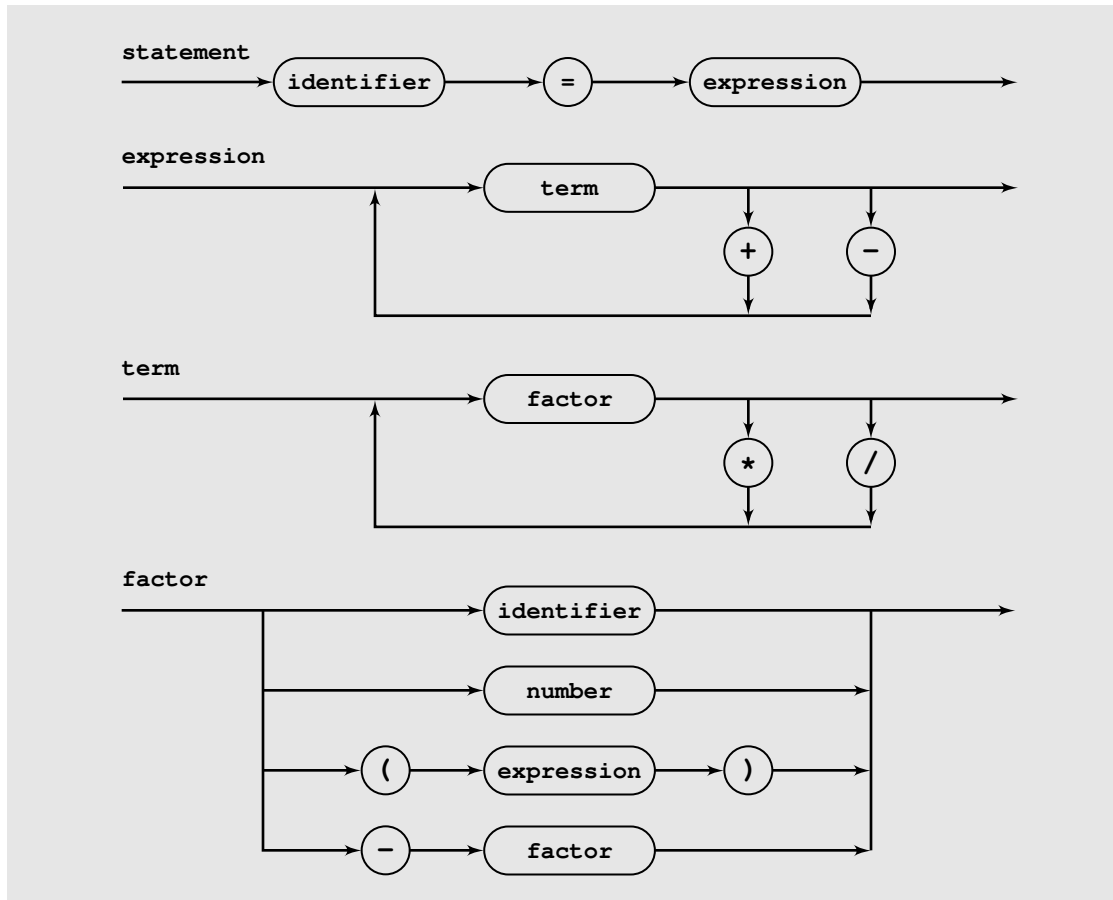 statement
identifier = expression
expression
term
+ -
term
factor
* /
factor
identifier
number
( expression )
- factor